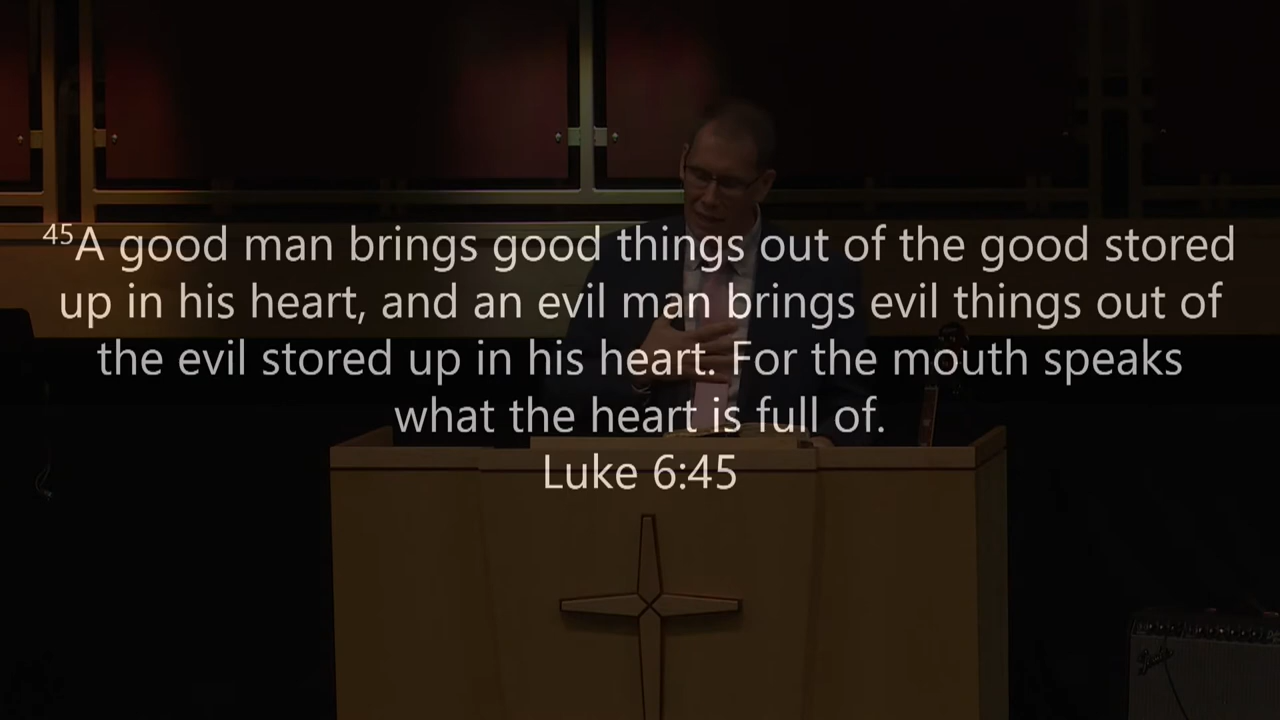 ⁴⁵A good man brings good things out of the good stored
up in his heart, and an evil man brings evil things out of
the evil stored up in his heart. For the mouth speaks
what the heart is full of.
Luke 6:45
Fender